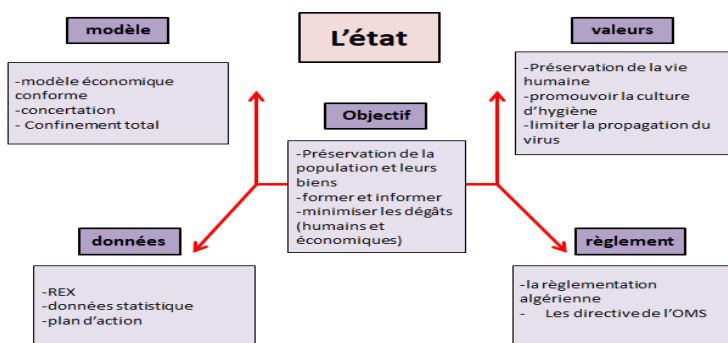 modèle
L'état
valeurs
-modèle économique
conforme
-concertation
- Confinement total
-Préservation de la vie
humaine
-promouvoir la culture
d'hygiène
-limiter la propagation du
virus
Objectif
-Préservation de la
population et leurs
biens
-former et informer
-minimiser les dégâts
(humains et
économiques)
données
-REX
-données statistique
-plan d'action
règlement
-la règlementation
algérienne
- Les directive de l'OMS